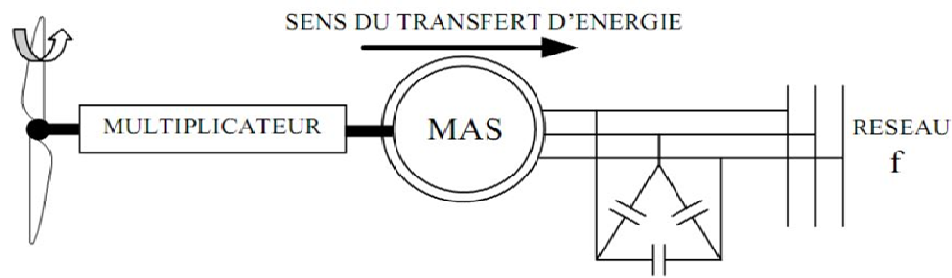 SENS DU TRANSFERT D'ENERGIE
MULTIPLICATEUR
MAS
RESEAU
f